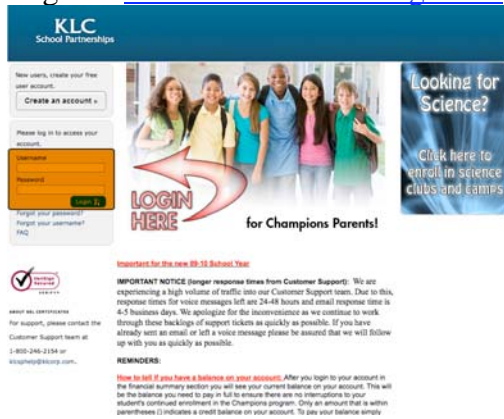 KLC
School Partnerships
New users, create your free
user account.
Create an account »
Please log in to access your
account.
Username
Password
Login
Forgot your password?
Forgot your username?
FAQ
LOGIN
HERE
for Champions Parents!
Looking for
Science?
Click here to
enroll in science
clubs and camps
Important for the new 09-10 School Year
IMPORTANT NOTICE (longer response times from Customer Support): We are
experiencing a high volume of traffic into our Customer Support team. Due to this,
response times for voice messages left are 24-48 hours and email response time is
4-5 business days. We apologize for the inconvenience as we continue to work
through these backlogs of support tickets as quickly as possible. If you have
already sent an email or left a voice message please be assured that we will follow
up with you as quickly as possible.
REMINDERS:
How to tell if you have a balance on your account: After you login to your account in
the financial summary section you will see your current balance on your account. This will
be the balance you need to pay in full to ensure there are no interruptions to your
student's continued enrollment in the Champions program. Only an amount that is within
parentheses () indicates a credit balance on your account. To pay your balance simply
VeriSign
Secured
VERIFY
ABOUT SSL CERTIFICATES
For support, please contact the
Customer Support team at
1-800-246-2154 or
klcsphelp@klcorp.com.